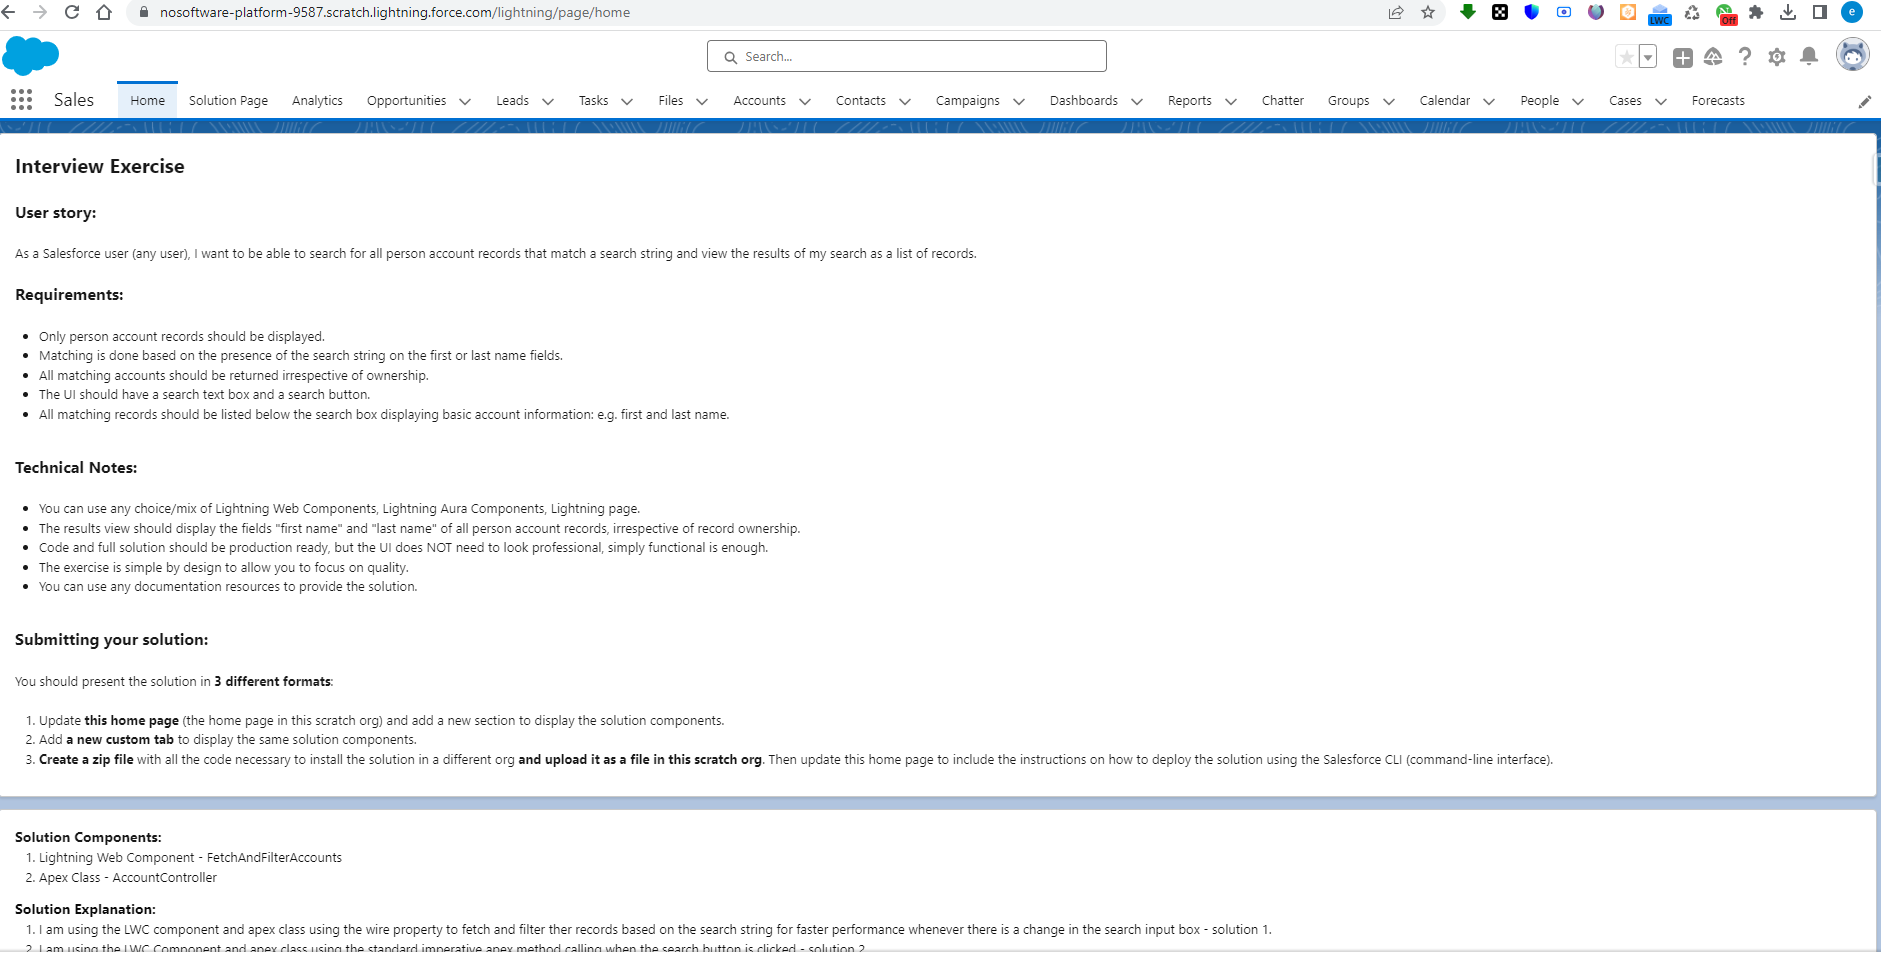 nosoftware-platform-9587.scratch.lightning.force.com/lightning/page/home
LWC
Off
e
Search...
Sales Home Solution Page Analytics Opportunities Leads Tasks Files Accounts Contacts Campaigns Dashboards Reports Chatter Groups Calendar People Cases Forecasts
Interview Exercise
User story:
As a Salesforce user (any user), I want to be able to search for all person account records that match a search string and view the results of my search as a list of records.
Requirements:
Only person account records should be displayed.
Matching is done based on the presence of the search string on the first or last name fields.
All matching accounts should be returned irrespective of ownership.
The UI should have a search text box and a search button.
All matching records should be listed below the search box displaying basic account information: e.g. first and last name.
Technical Notes:
You can use any choice/mix of Lightning Web Components, Lightning Aura Components, Lightning page.
The results view should display the fields "first name" and "last name" of all person account records, irrespective of record ownership.
Code and full solution should be production ready, but the UI does NOT need to look professional, simply functional is enough.
The exercise is simple by design to allow you to focus on quality.
You can use any documentation resources to provide the solution.
Submitting your solution:
You should present the solution in 3 different formats:
1. Update this home page (the home page in this scratch org) and add a new section to display the solution components.
2. Add a new custom tab to display the same solution components.
3. Create a zip file with all the code necessary to install the solution in a different org and upload it as a file in this scratch org. Then update this home page to include the instructions on how to deploy the solution using the Salesforce CLI (command-line interface).
Solution Components:
1. Lightning Web Component - FetchAndFilterAccounts
2. Apex Class - AccountController
Solution Explanation:
1. I am using the LWC component and apex class using the wire property to fetch and filter ther records based on the search string for faster performance whenever there is a change in the search input box - solution 1.
2. I am using the LWC Component and apex class using the standard imperative apex method calling when the search button is clicked - solution 2